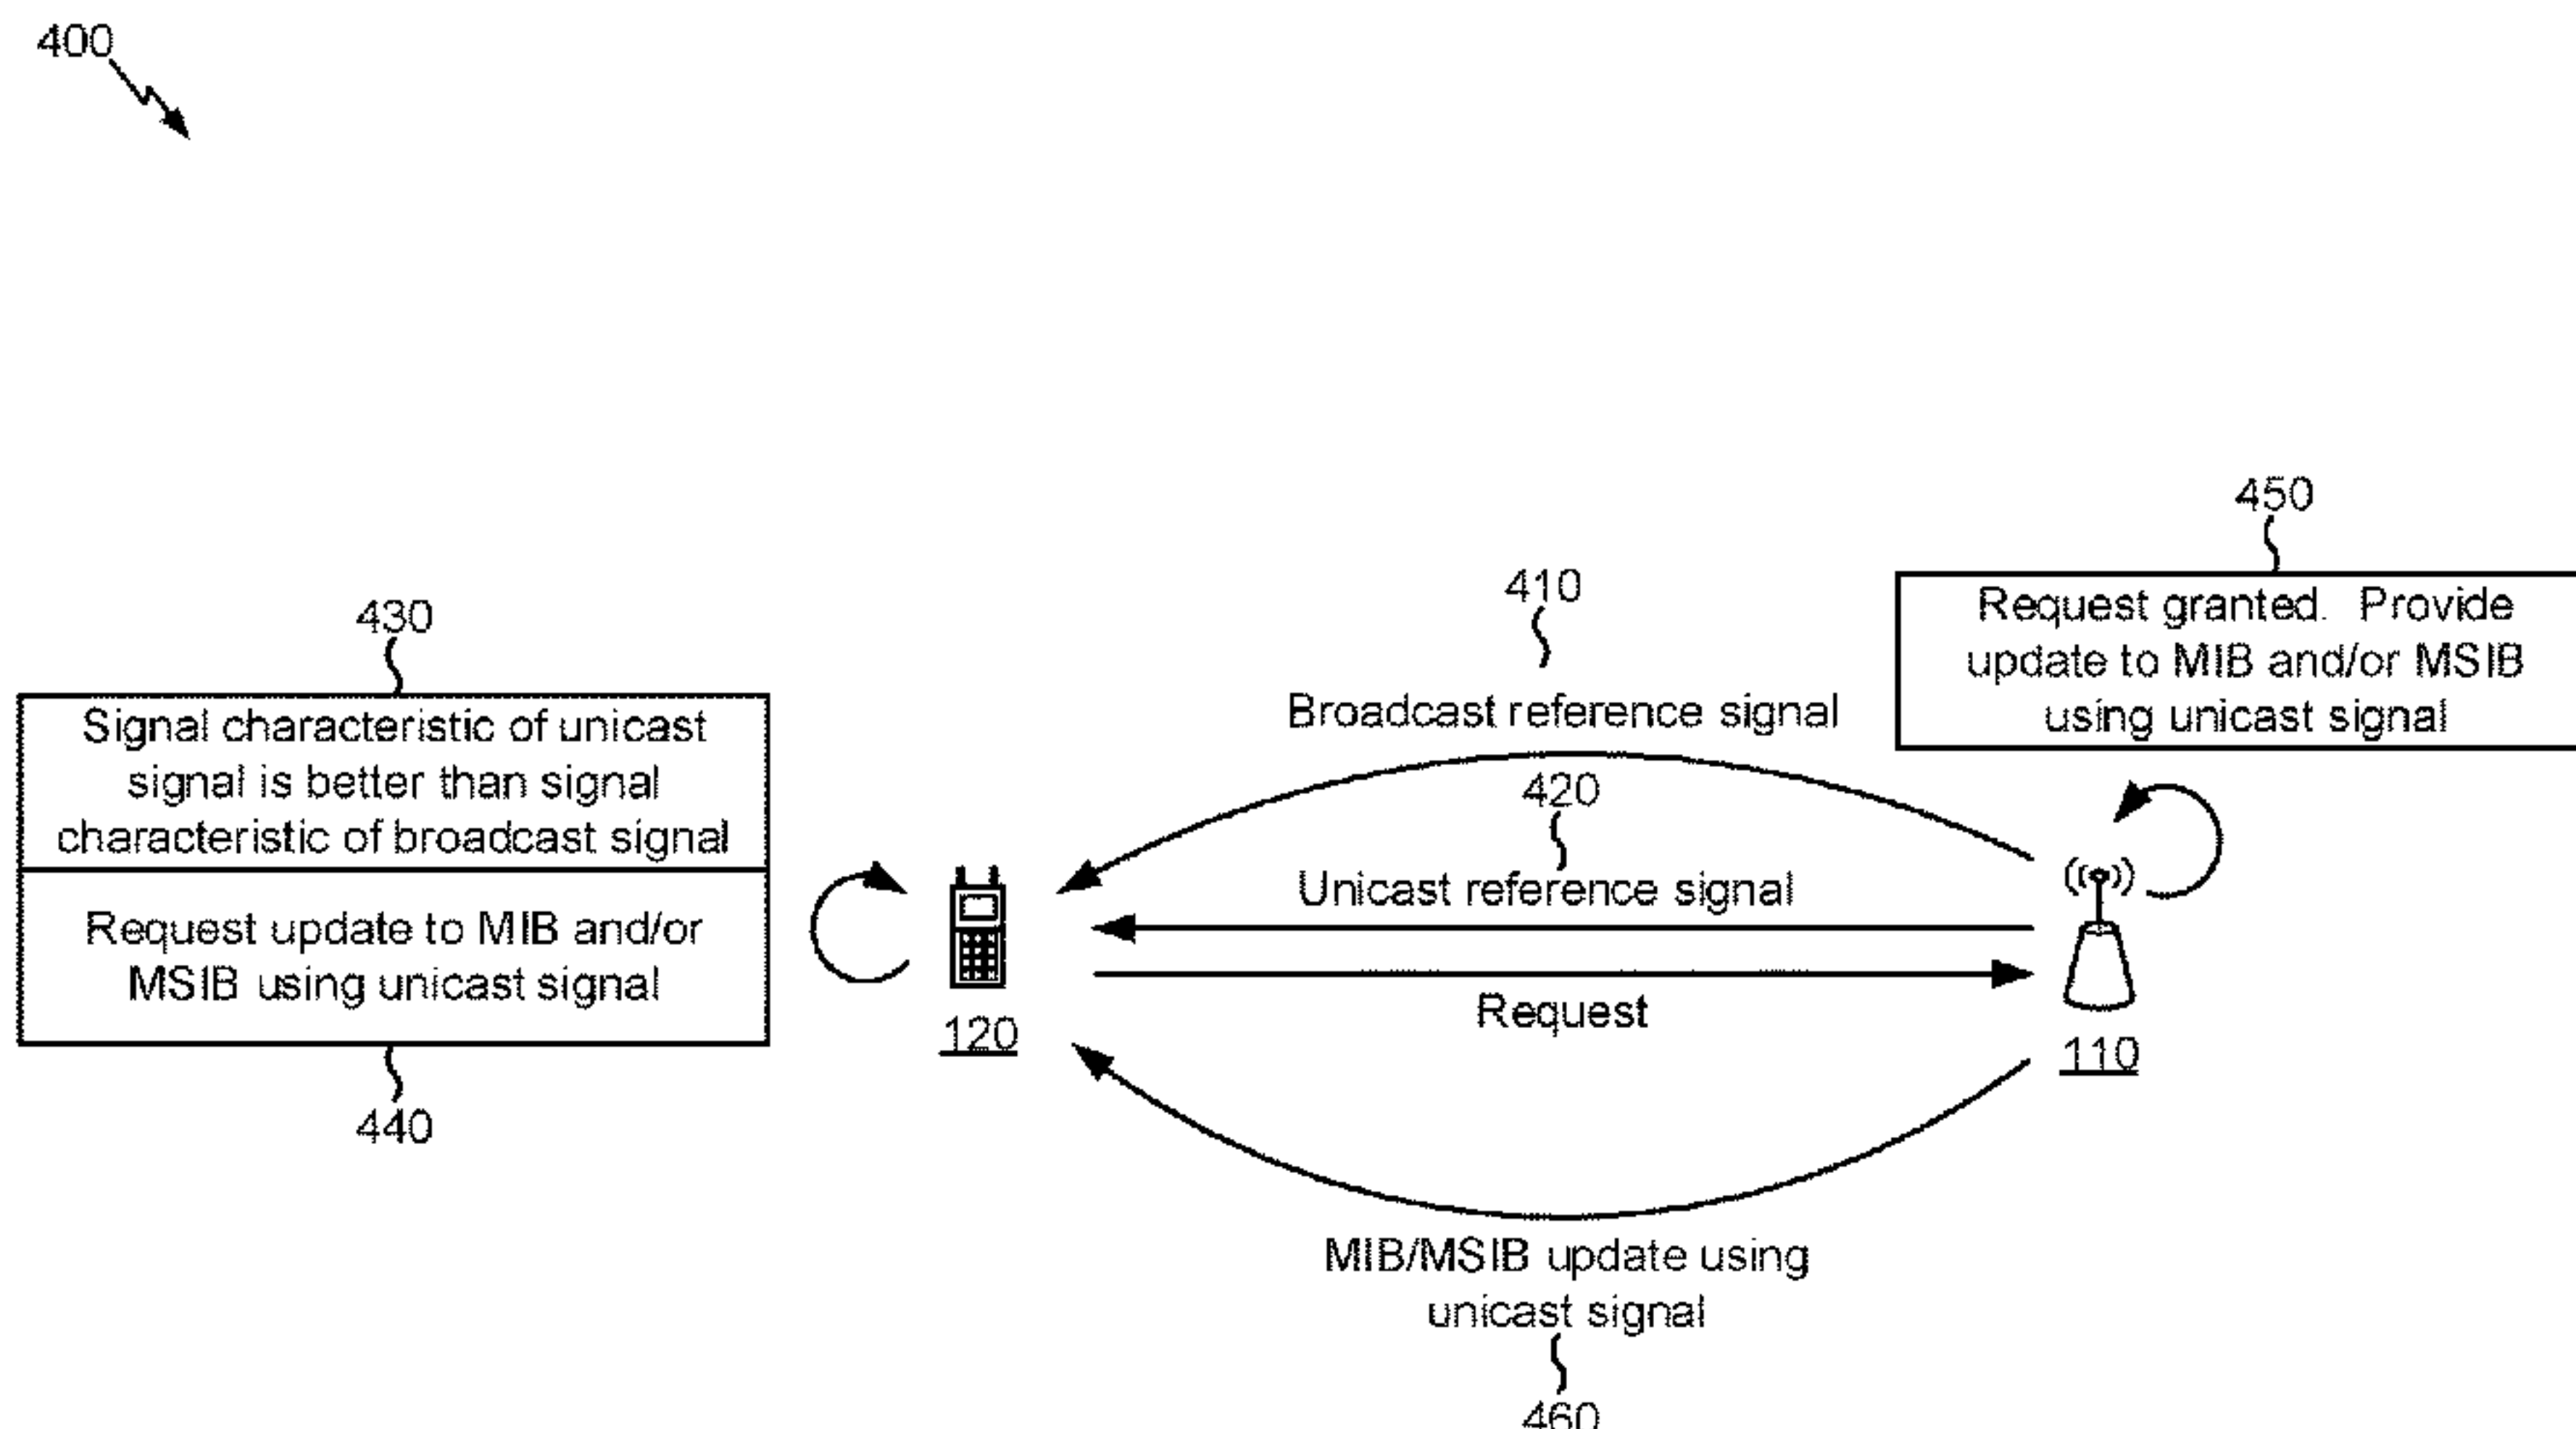 400
430
Signal characteristic of unicast
signal is better than signal
characteristic of broadcast signal
Request update to MIB and/or
MSIB using unicast signal
440
120
410
Broadcast reference signal
420
Unicast reference signal
Request
MIB/MSIB update using
unicast signal
460
450
Request granted. Provide
update to MIB and/or MSIB
using unicast signal
110